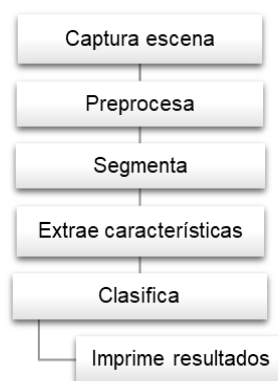 Captura escena
Preprocesa
Segmenta
Extrae características
Clasifica
Imprime resultados